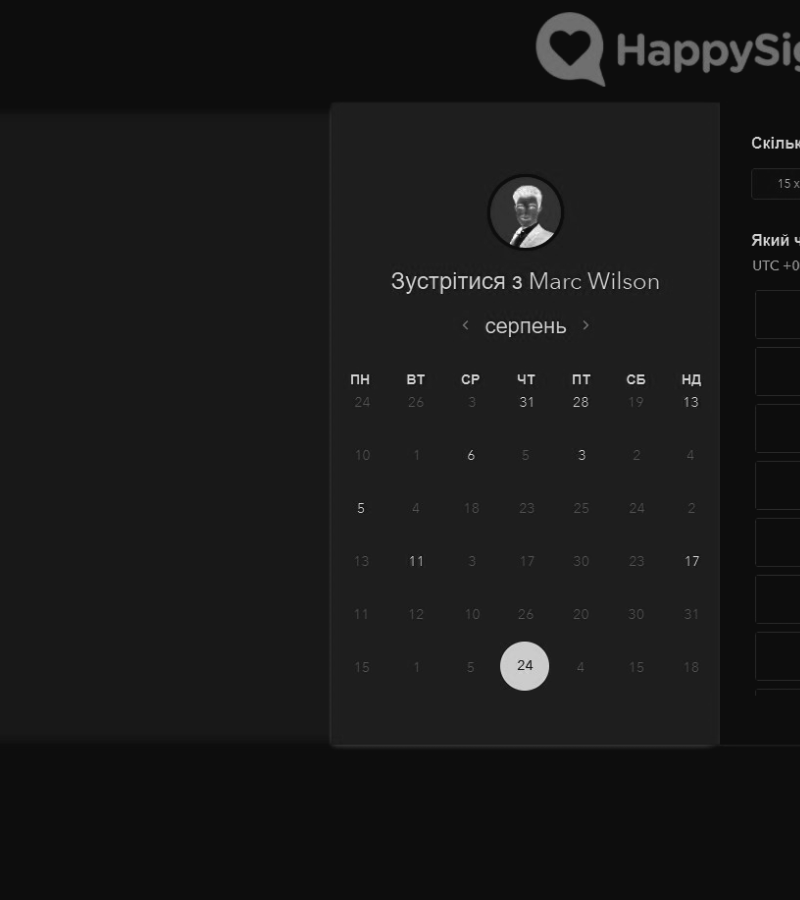 HappySig
Скільк
15 х
Який ч
UTC +0
Зустрітися з Marc Wilson
серпень
ПН ВТ СР ЧТ ПТ СБ НД
24 26 3 31 28 19 13
10 1 6 5 3 2 4
5 4 18 23 25 24 2
13 11 3 17 30 23 17
11 12 10 26 20 30 31
15 1 5 24 4 15 18